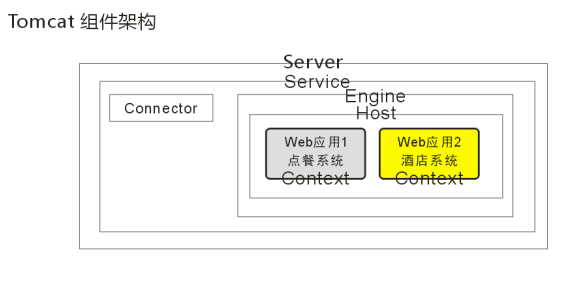 Tomcat 组件架构
Server
Service
Engine
Host
Connector
Web应用1
点餐系统
Context
Web应用2
酒店系统
Context